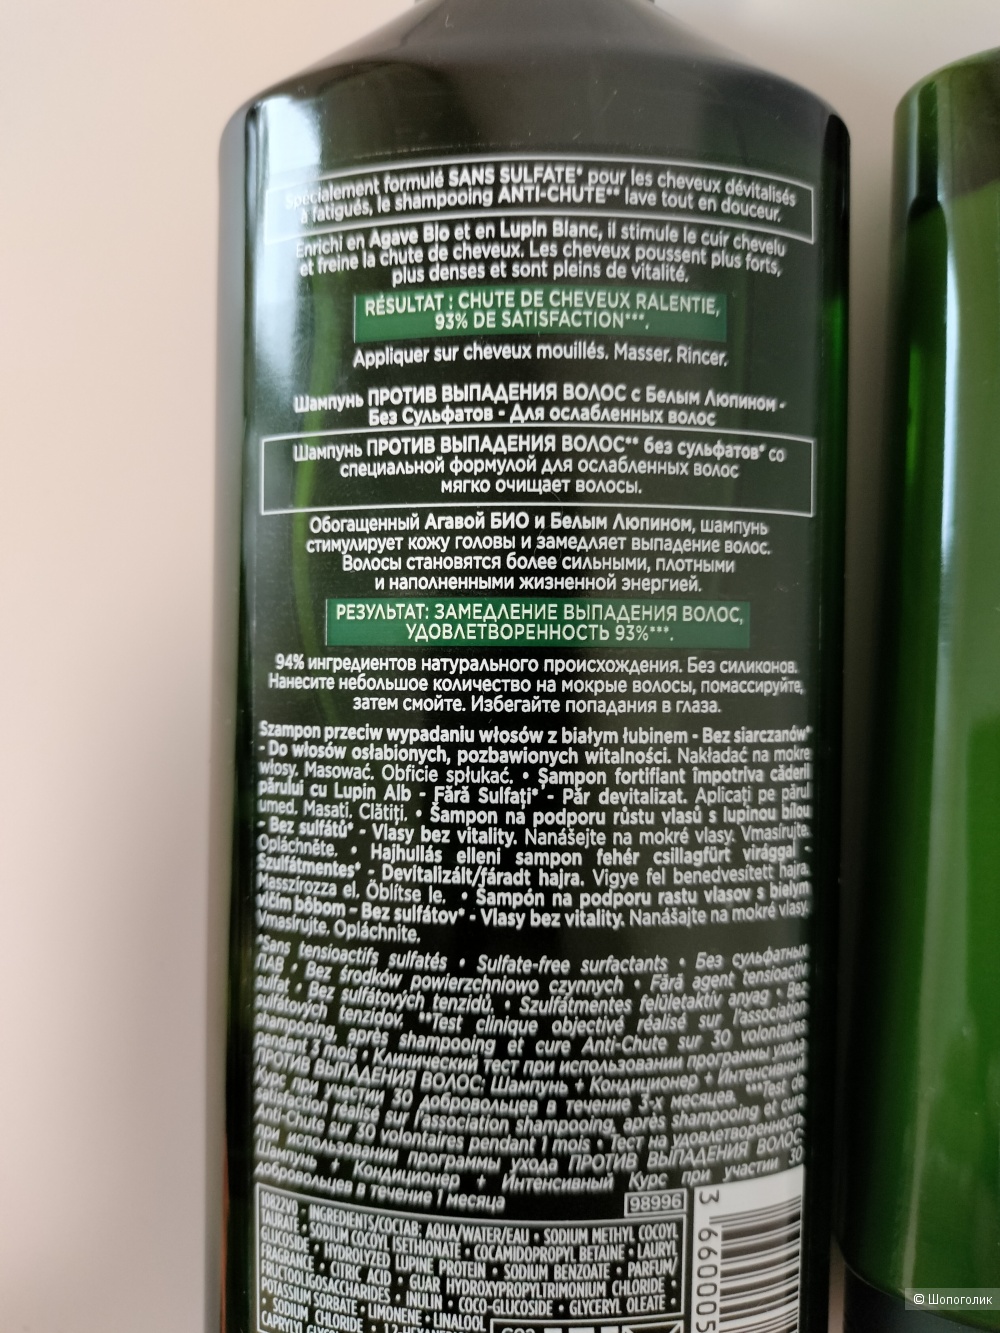 Spécialement formulé SANS SULFATE* pour les cheveux dévitalisés
à fatigués, le shampooing ANTI-CHUTE** lave tout en douceur.
Enrichi en Agave Bio et en Lupin Blanc, il stimule le cuir chevelu
et freine la chute de cheveux. Les cheveux poussent plus forts,
plus denses et sont pleins de vitalité.
RÉSULTAT : CHUTE DE CHEVEUX RALENTIE,
93% DE SATISFACTION***.
Appliquer sur cheveux mouillés. Masser. Rincer.
Шампунь ПРОТИВ ВЫПАДЕНИЯ ВОЛОС с Белым Люпином -
Без Сульфатов - Для ослабленных волос
Шампунь ПРОТИВ ВЫПАДЕНИЯ ВОЛОС** без сульфатов* со
специальной формулой для ослабленных волос
мягко очищает волосы.
Обогащенный Агавой БИО и Белым Люпином, шампунь
стимулирует кожу головы и замедляет выпадение волос.
Волосы становятся более сильными, плотными
и наполненными жизненной энергией.
РЕЗУЛЬТАТ: ЗАМЕДЛЕНИЕ ВЫПАДЕНИЯ ВОЛОС,
УДОВЛЕТВОРЕННОСТЬ 93%***.
94% ингредиентов натурального происхождения. Без силиконов.
Нанесите небольшое количество на мокрые волосы, помассируйте,
затем смойте. Избегайте попадания в глаза.
Szampon przeciw wypadaniu włosów z białym łubinem - Bez siarczanów*
- Do włosów osłabionych, pozbawionych witalności. Nakładać na mokre
włosy. Masować. Obficie spłukać. • Șampon fortifiant împotriva căderii
părului cu Lupin Alb - Fără Sulfați* - Păr devitalizat. Aplicați pe părul
umed. Masați. Clătiți. • Šampon na podporu růstu vlasů s lupinou bílou
- Bez sulfátů* - Vlasy bez vitality. Nanášejte na mokré vlasy. Vmasírujte.
Opláchněte. • Hajhullás elleni sampon fehér csillagfürt virággal -
Szulfátmentes* - Devitalizált/fáradt hajra. Vigye fel benedvesített hajra.
Masszírozza el. Öblítse le. • Šampón na podporu rastu vlasov s bielym
vlčím bôbom - Bez sulfátov* - Vlasy bez vitality. Nanášajte na mokré vlasy.
Vmasírujte. Opláchnite.
*Sans tensioactifs sulfatés • Sulfate-free surfactants • Без сульфатных
ПАВ • Bez środków powierzchniowo czynnych • Fără agent tensioactiv
sulfat • Bez sulfátových tenzidů. • Szulfátmentes felületaktív anyag • Bez
sulfátových tenzidov. **Test clinique objectivé réalisé sur l'association
shampooing, après shampooing et cure Anti-Chute sur 30 volontaires
pendant 3 mois • Клинический тест при использовании программы ухода
ПРОТИВ ВЫПАДЕНИЯ ВОЛОС: Шампунь + Кондиционер + Интенсивный
Курс при участии 30 добровольцев в течение 3-х месяцев. ***Test de
satisfaction réalisé sur l'association shampooing, après shampooing et cure
Anti-Chute sur 30 volontaires pendant 1 mois • Тест на удовлетворенность
при использовании программы ухода ПРОТИВ ВЫПАДЕНИЯ ВОЛОС:
Шампунь + Кондиционер + Интенсивный Курс при участии 30
добровольцев в течение 1 месяца
98996
10822V0 - INGREDIENTS/СОСТАВ: AQUA/WATER/EAU • SODIUM METHYL COCOYL
TAURATE • SODIUM COCOYL ISETHIONATE • COCAMIDOPROPYL BETAINE • LAURYL
GLUCOSIDE • HYDROLYZED LUPINE PROTEIN • SODIUM BENZOATE • PARFUM/
FRAGRANCE • CITRIC ACID • GUAR HYDROXYPROPYLTRIMONIUM CHLORIDE •
FRUCTOOLIGOSACCHARIDES • INULIN • COCO-GLUCOSIDE • GLYCERYL OLEATE •
POTASSIUM SORBATE • LIMONENE • LINALOOL
• SODIUM CHLORIDE •
3 660005
© Шопоголик